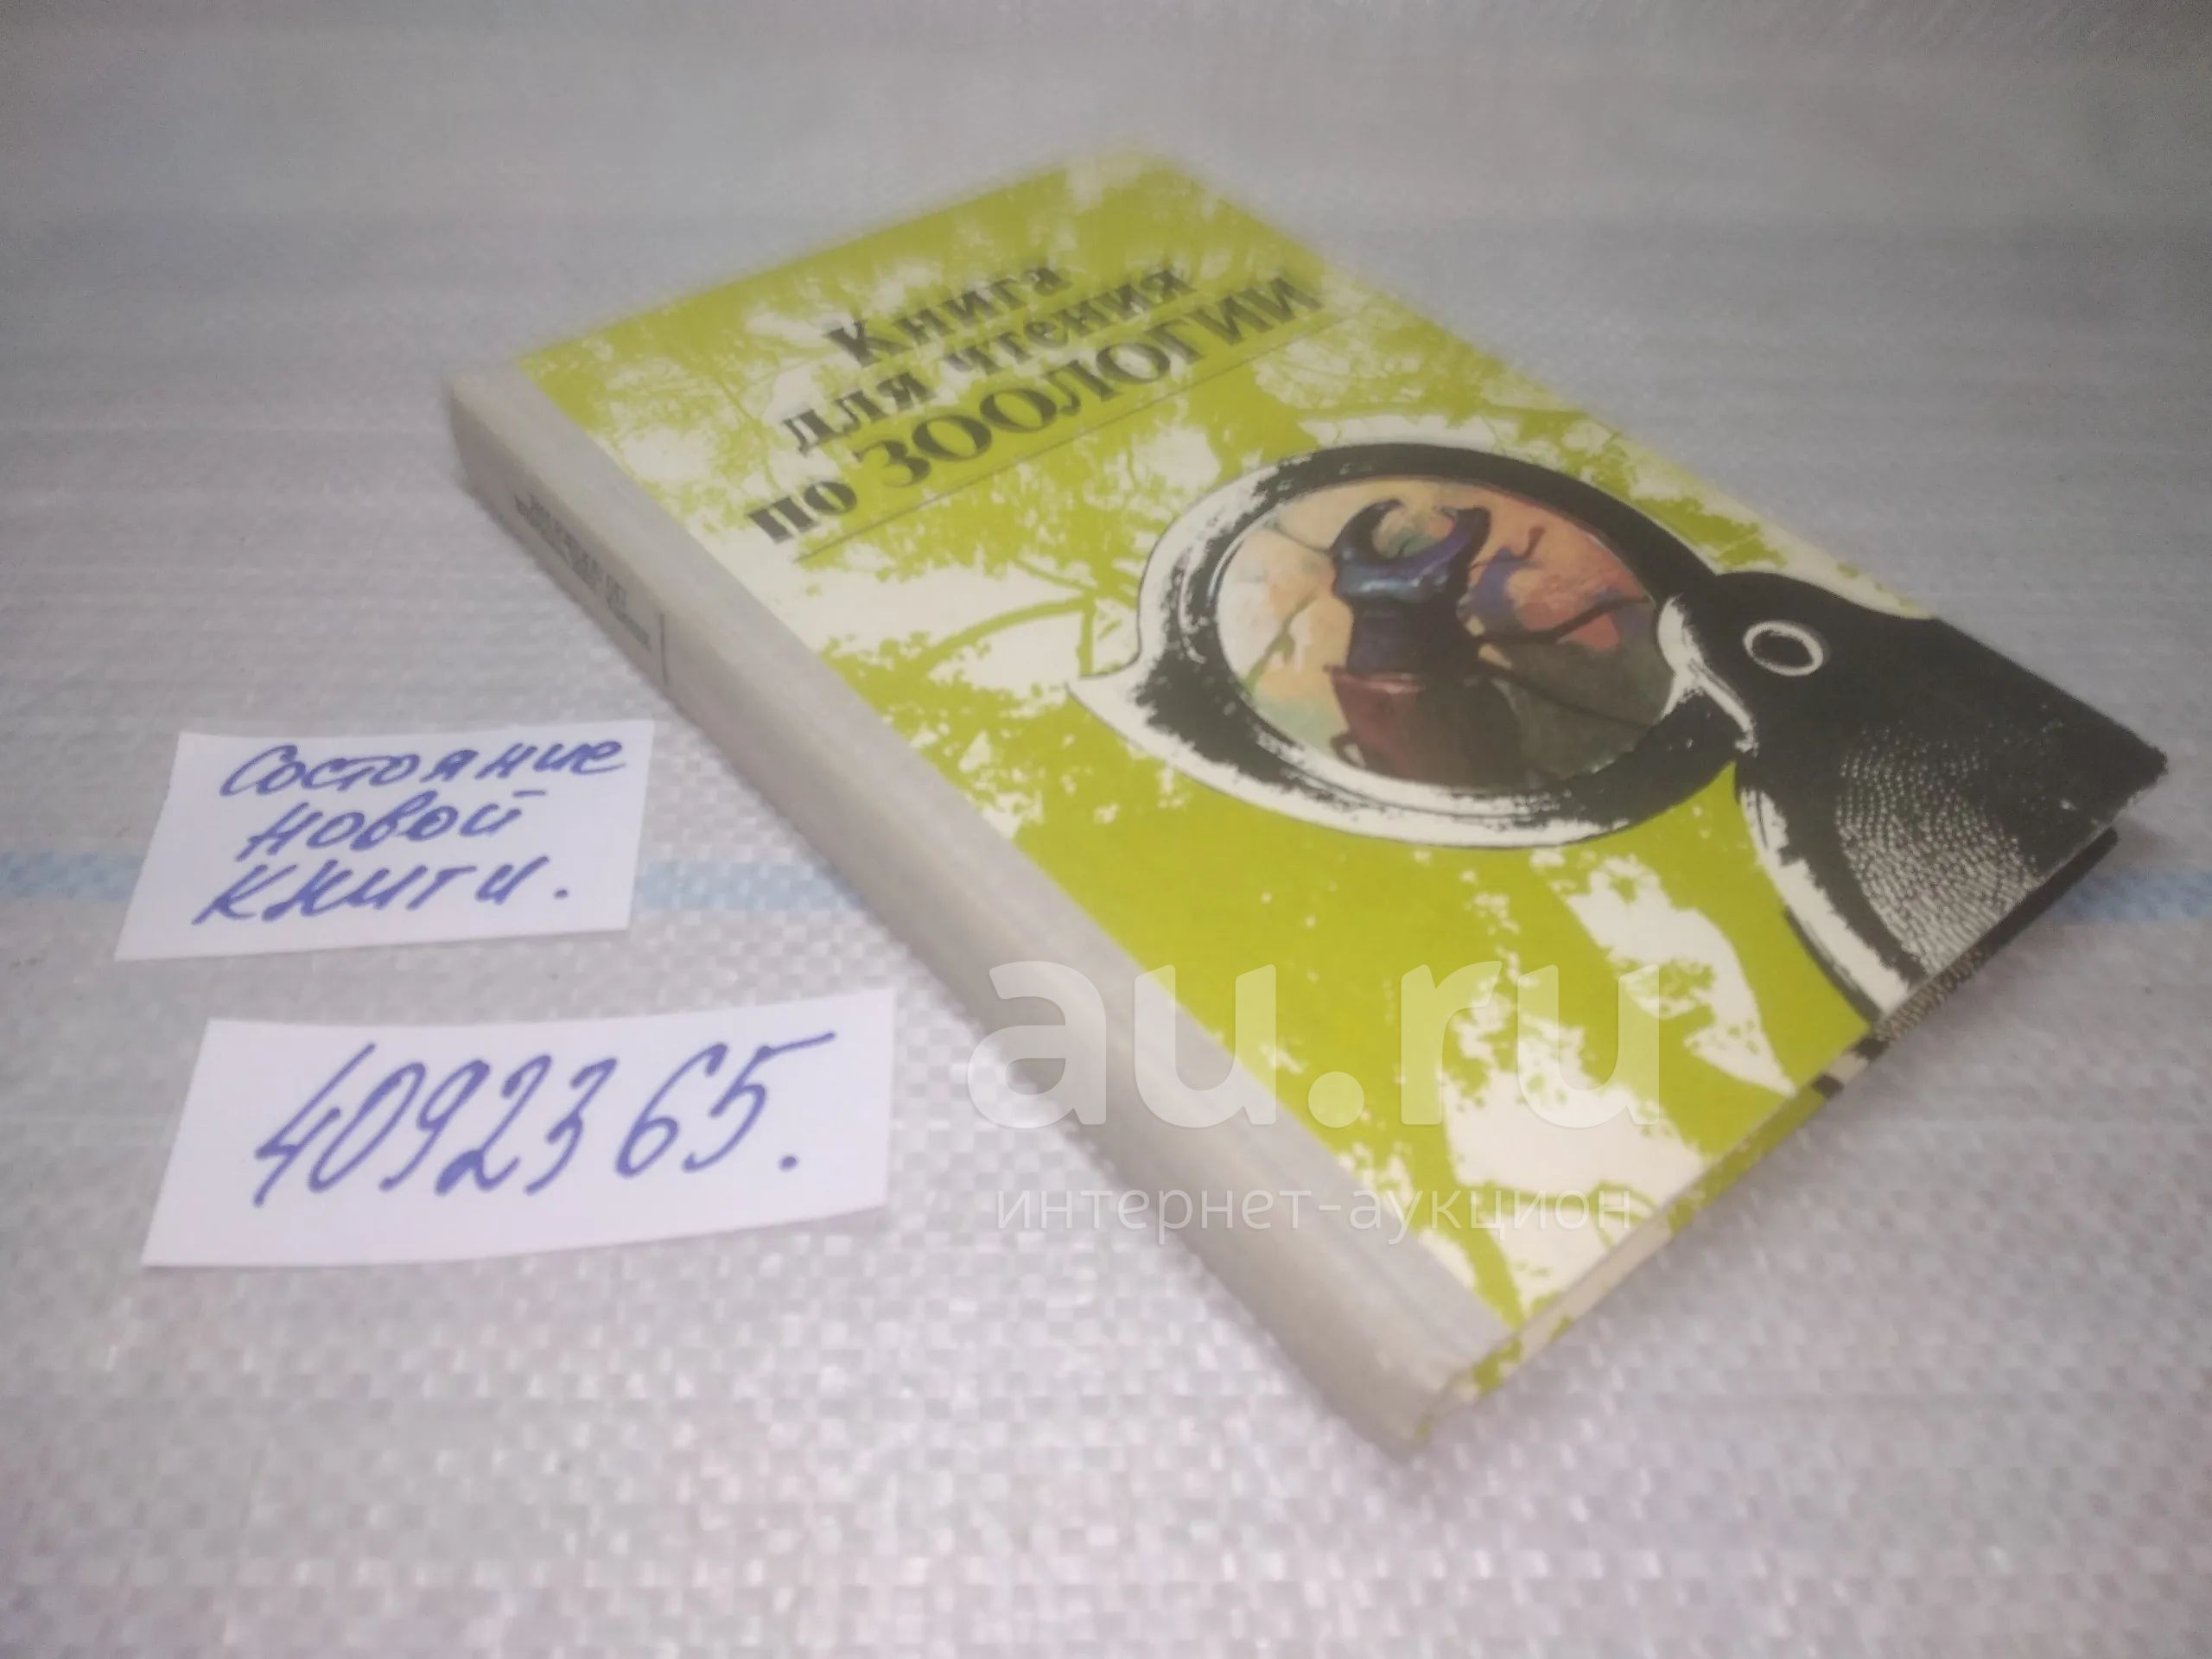 Книга
для чтения
по ЗООЛОГИИ
Состояние
новой
книги.
4092365.
au.ru
интернет-аукцион